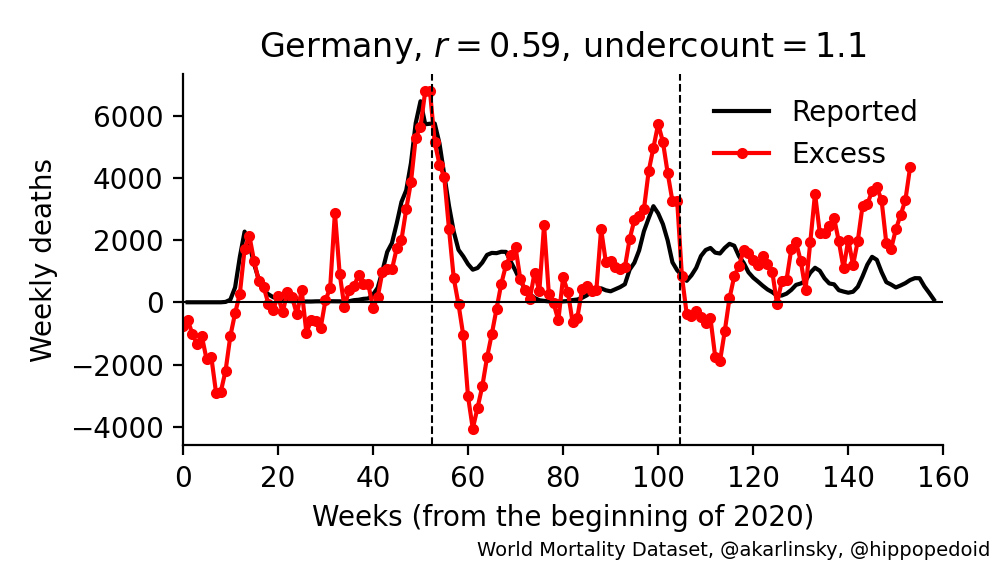 Germany, r = 0.59, undercount = 1.1
Weekly deaths
6000
4000
2000
0
−2000
−4000
Reported
Excess
0 20 40 60 80 100 120 140 160
Weeks (from the beginning of 2020)
World Mortality Dataset, @akarlinsky, @hippopedoid